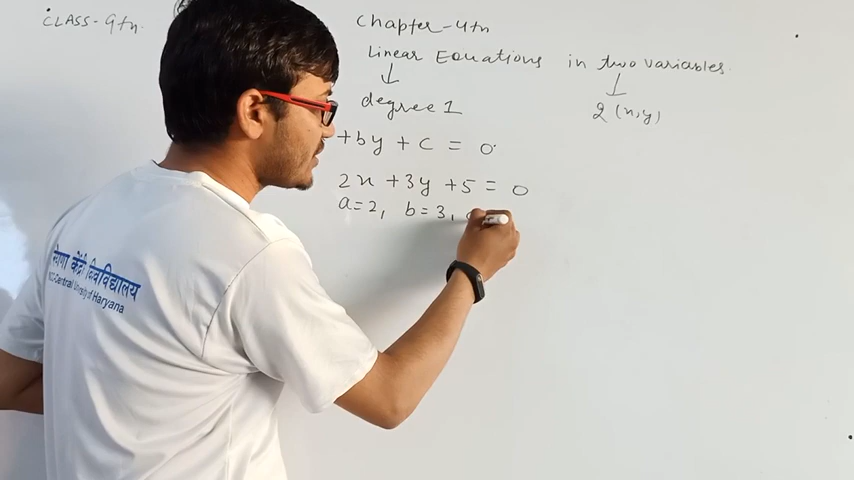 CLASS-9th.
Chapter-4th
Linear Equations in two variables.
degree 1
2 (x,y)
+by + c = 0
2x +3y +5 = 0
a=2, b=3,
केंद्रीय विश्वविद्यालय
Central University of Haryana